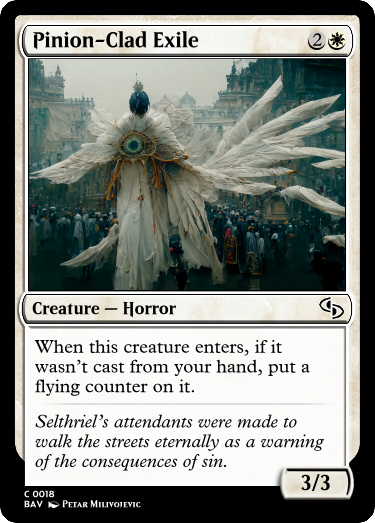 Pinion-Clad Exile 2
Creature — Horror
When this creature enters, if it
wasn't cast from your hand, put a
flying counter on it.
Selthriel's attendants were made to
walk the streets eternally as a warning
of the consequences of sin.
3/3
C 0018
BAV Petar Milivojevic